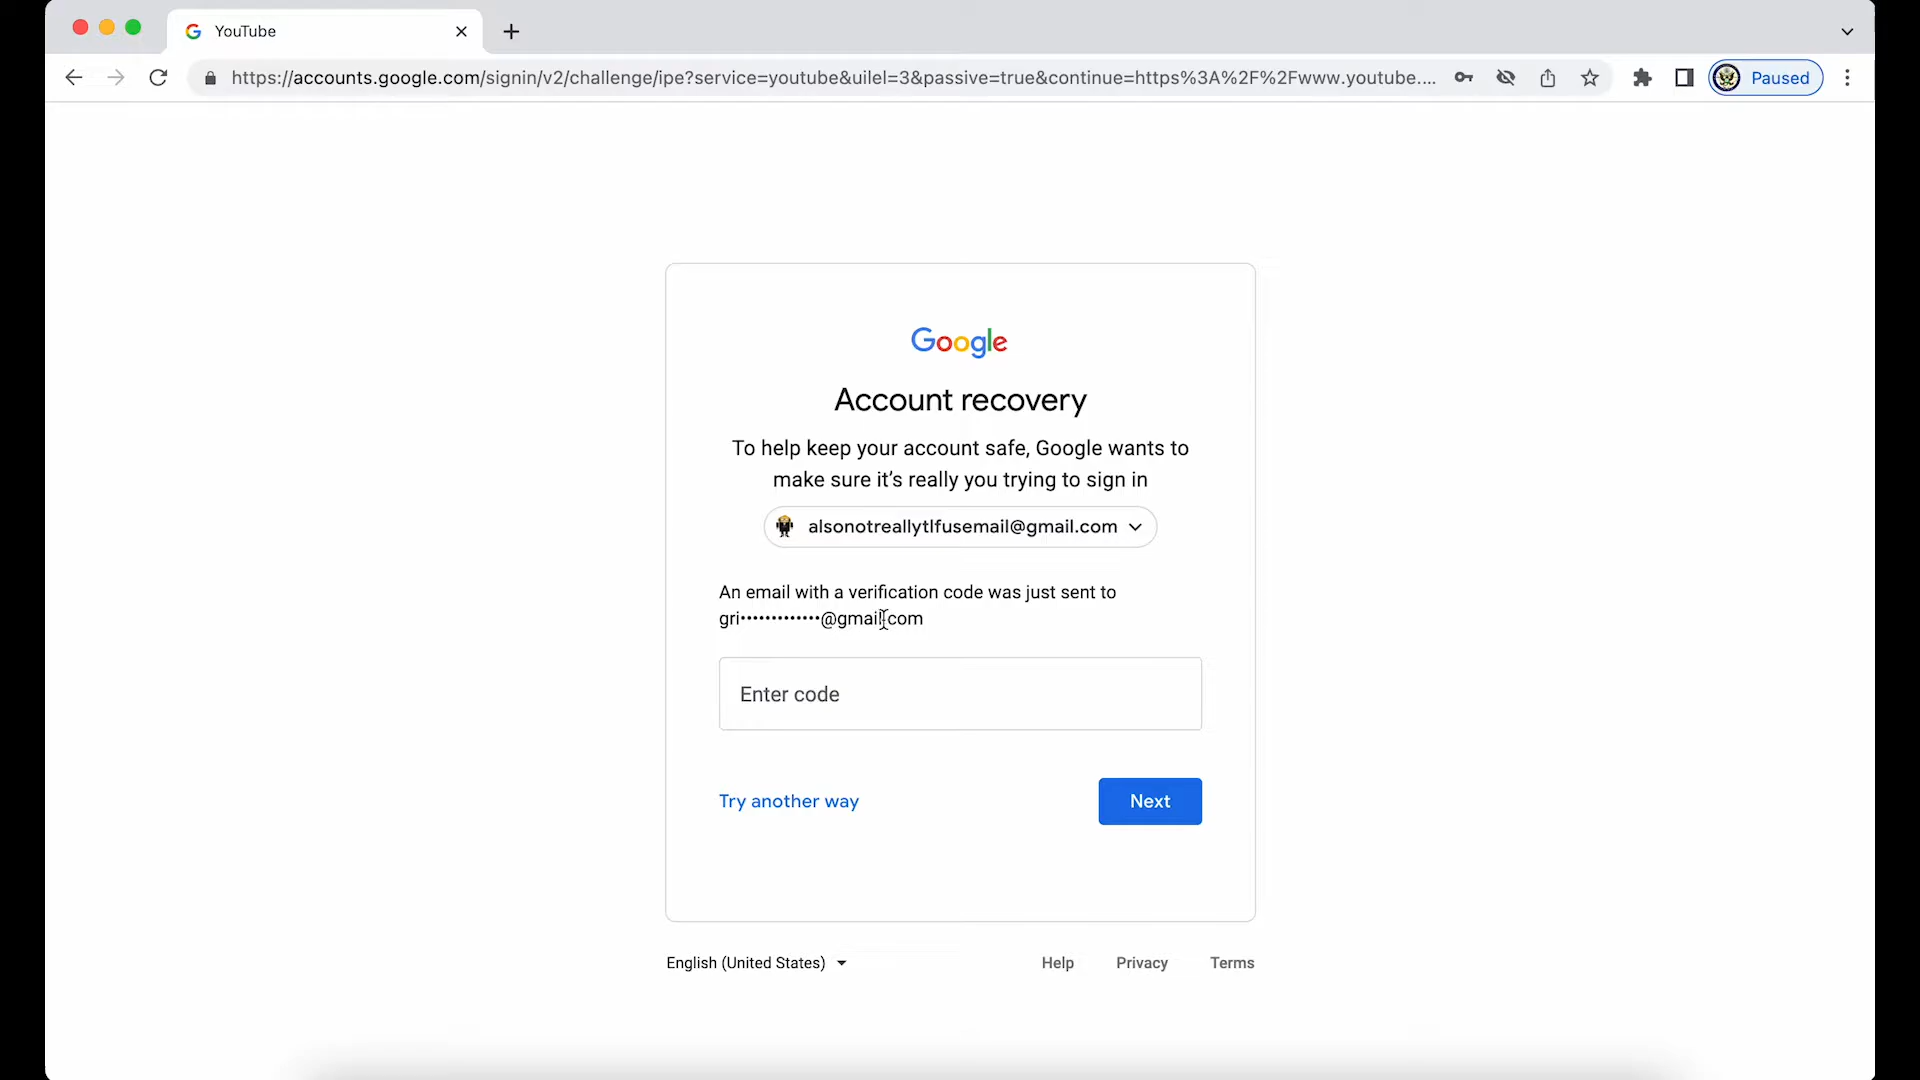 YouTube
https://accounts.google.com/signin/v2/challenge/ipe?service=youtube&uilel=3&passive=true&continue=https%3A%2F%2Fwww.youtube....
Paused
Google
Account recovery
To help keep your account safe, Google wants to
make sure it’s really you trying to sign in
alsonotreallytlfusemail@gmail.com
An email with a verification code was just sent to
gri•••••••••••••@gmail.com
Enter code
Try another way
Next
English (United States)
Help
Privacy
Terms